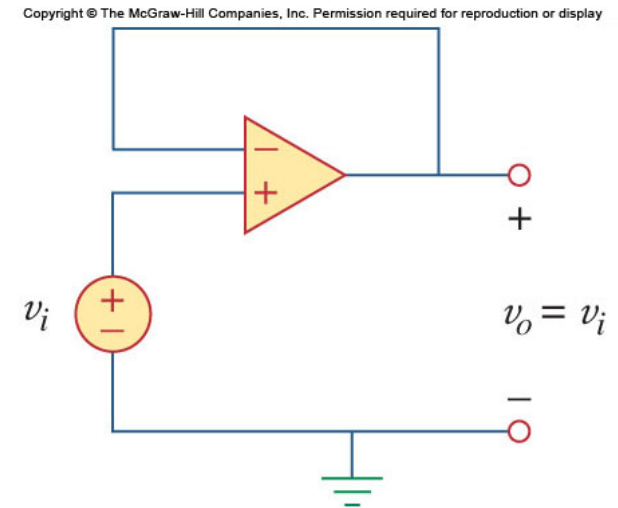 Copyright © The McGraw-Hill Companies, Inc. Permission required for reproduction or display
−
+
+
+
−
vᵢ
vₒ = vᵢ
−